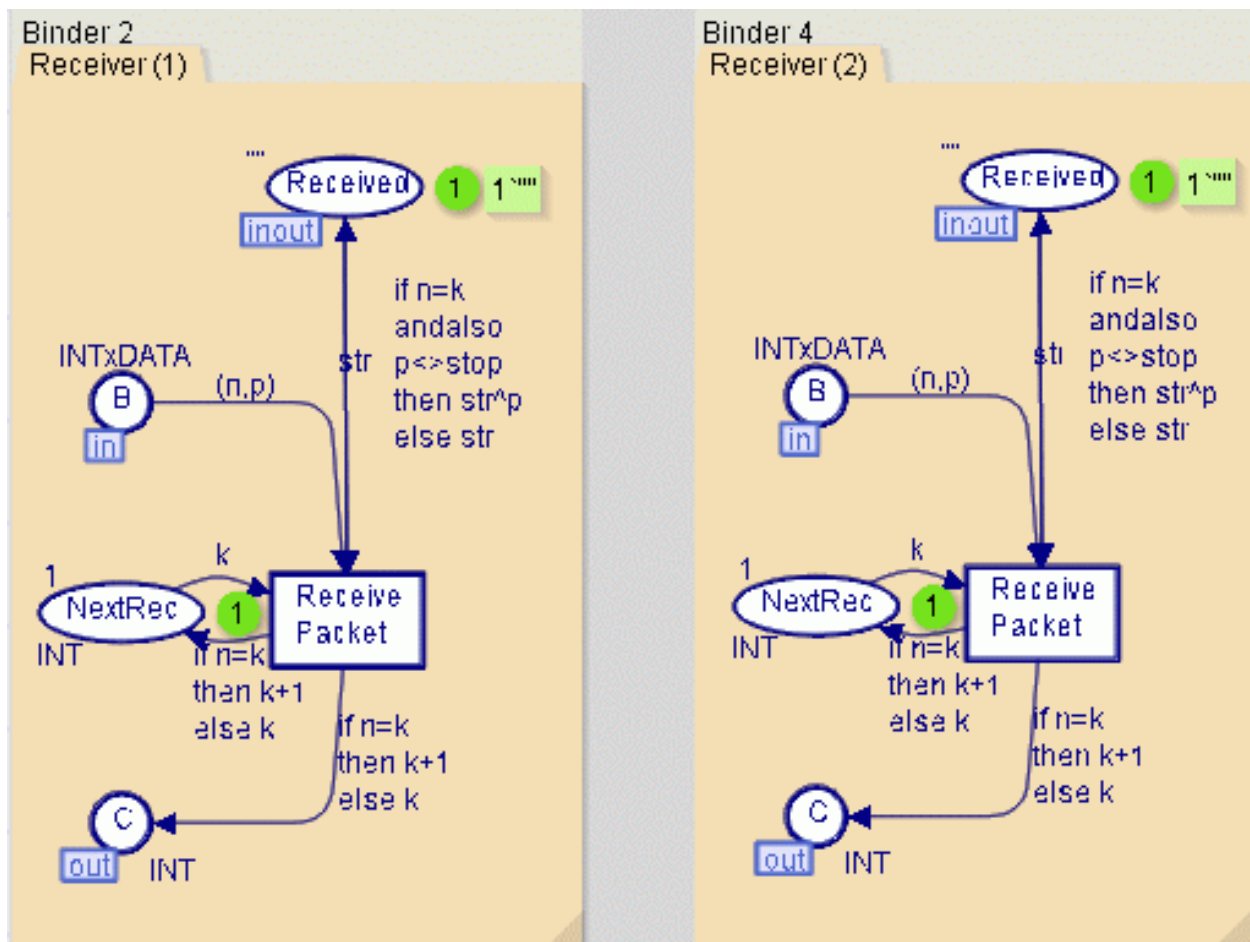 Binder 2
Receiver (1)
""
Received
1
1`""
inout
if n=k
andalso
p<>stop
then str^p
else str
str
INTxDATA
B
(n,p)
in
k
1
NextRec
1
INT
Receive
Packet
if n=k
then k+1
else k
if n=k
then k+1
else k
C
out
INT
Binder 4
Receiver (2)
""
Received
1
1`""
inout
if n=k
andalso
p<>stop
then str^p
else str
str
INTxDATA
B
(n,p)
in
k
1
NextRec
1
INT
Receive
Packet
if n=k
then k+1
else k
if n=k
then k+1
else k
C
out
INT